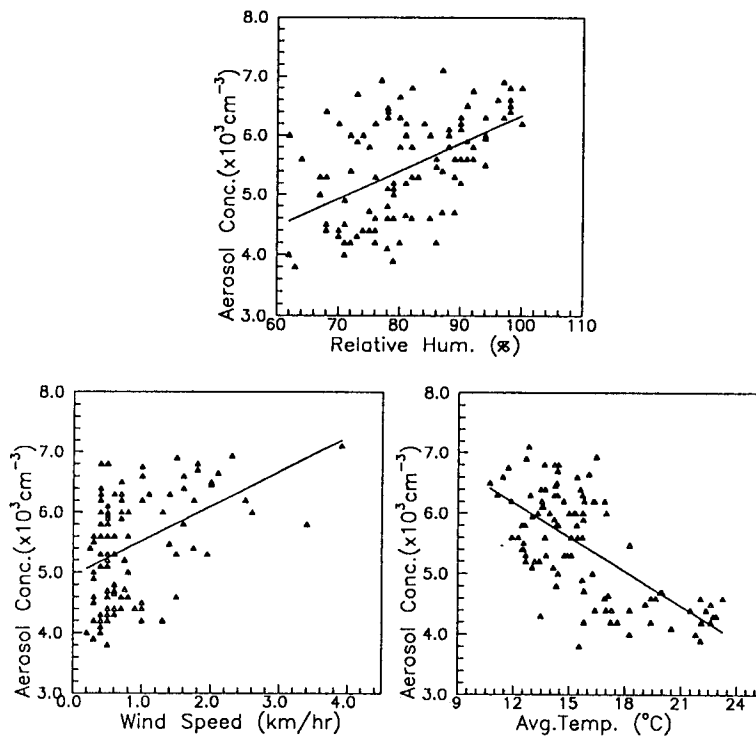 8.0
7.0
6.0
5.0
4.0
3.0
Aerosol Conc.(x10³cm⁻³)
60 70 80 90 100 110
Relative Hum. (%)
8.0
7.0
6.0
5.0
4.0
3.0
Aerosol Conc.(x10³cm⁻³)
0.0 1.0 2.0 3.0 4.0
Wind Speed (km/hr)
8.0
7.0
6.0
5.0
4.0
3.0
Aerosol Conc.(x10³cm⁻³)
9 12 15 18 21 24
Avg.Temp. (°C)